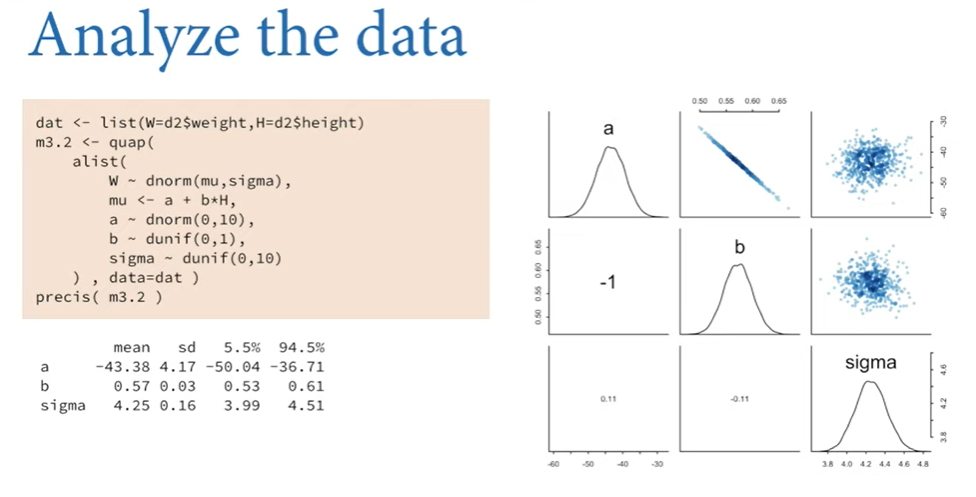 Analyze the data
dat <- list(W=d2$weight,H=d2$height)
m3.2 <- quap(
    alist(
        W ~ dnorm(mu,sigma),
        mu <- a + b*H,
        a ~ dnorm(0,10),
        b ~ dunif(0,1),
        sigma ~ dunif(0,10)
    ) , data=dat )
precis( m3.2 )
mean sd 5.5% 94.5%
a -43.38 4.17 -50.04 -36.71
b 0.57 0.03 0.53 0.61
sigma 4.25 0.16 3.99 4.51
0.50 0.55 0.60 0.65
a
-30
-40
-50
-60
0.65
0.60
0.55
0.50
-1
b
sigma
4.6
4.2
3.8
0.11
-0.11
-60 -50 -40 -30
3.8 4.0 4.2 4.4 4.6 4.8